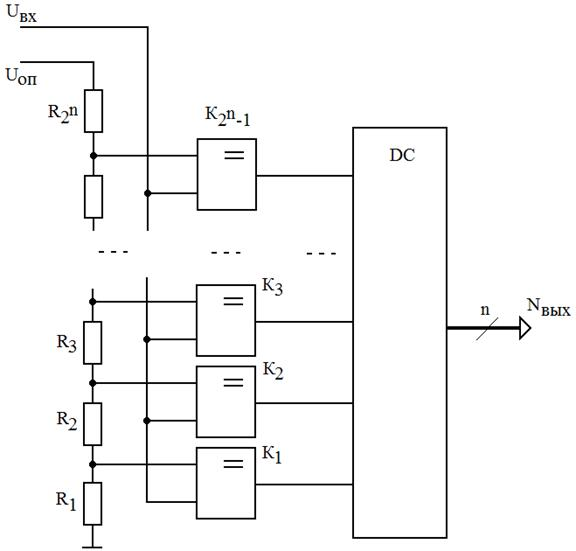 Uвх
Uоп
R2n
K2n-1
=
DC
K3
=
n
Nвых
R3
K2
=
R2
K1
=
R1